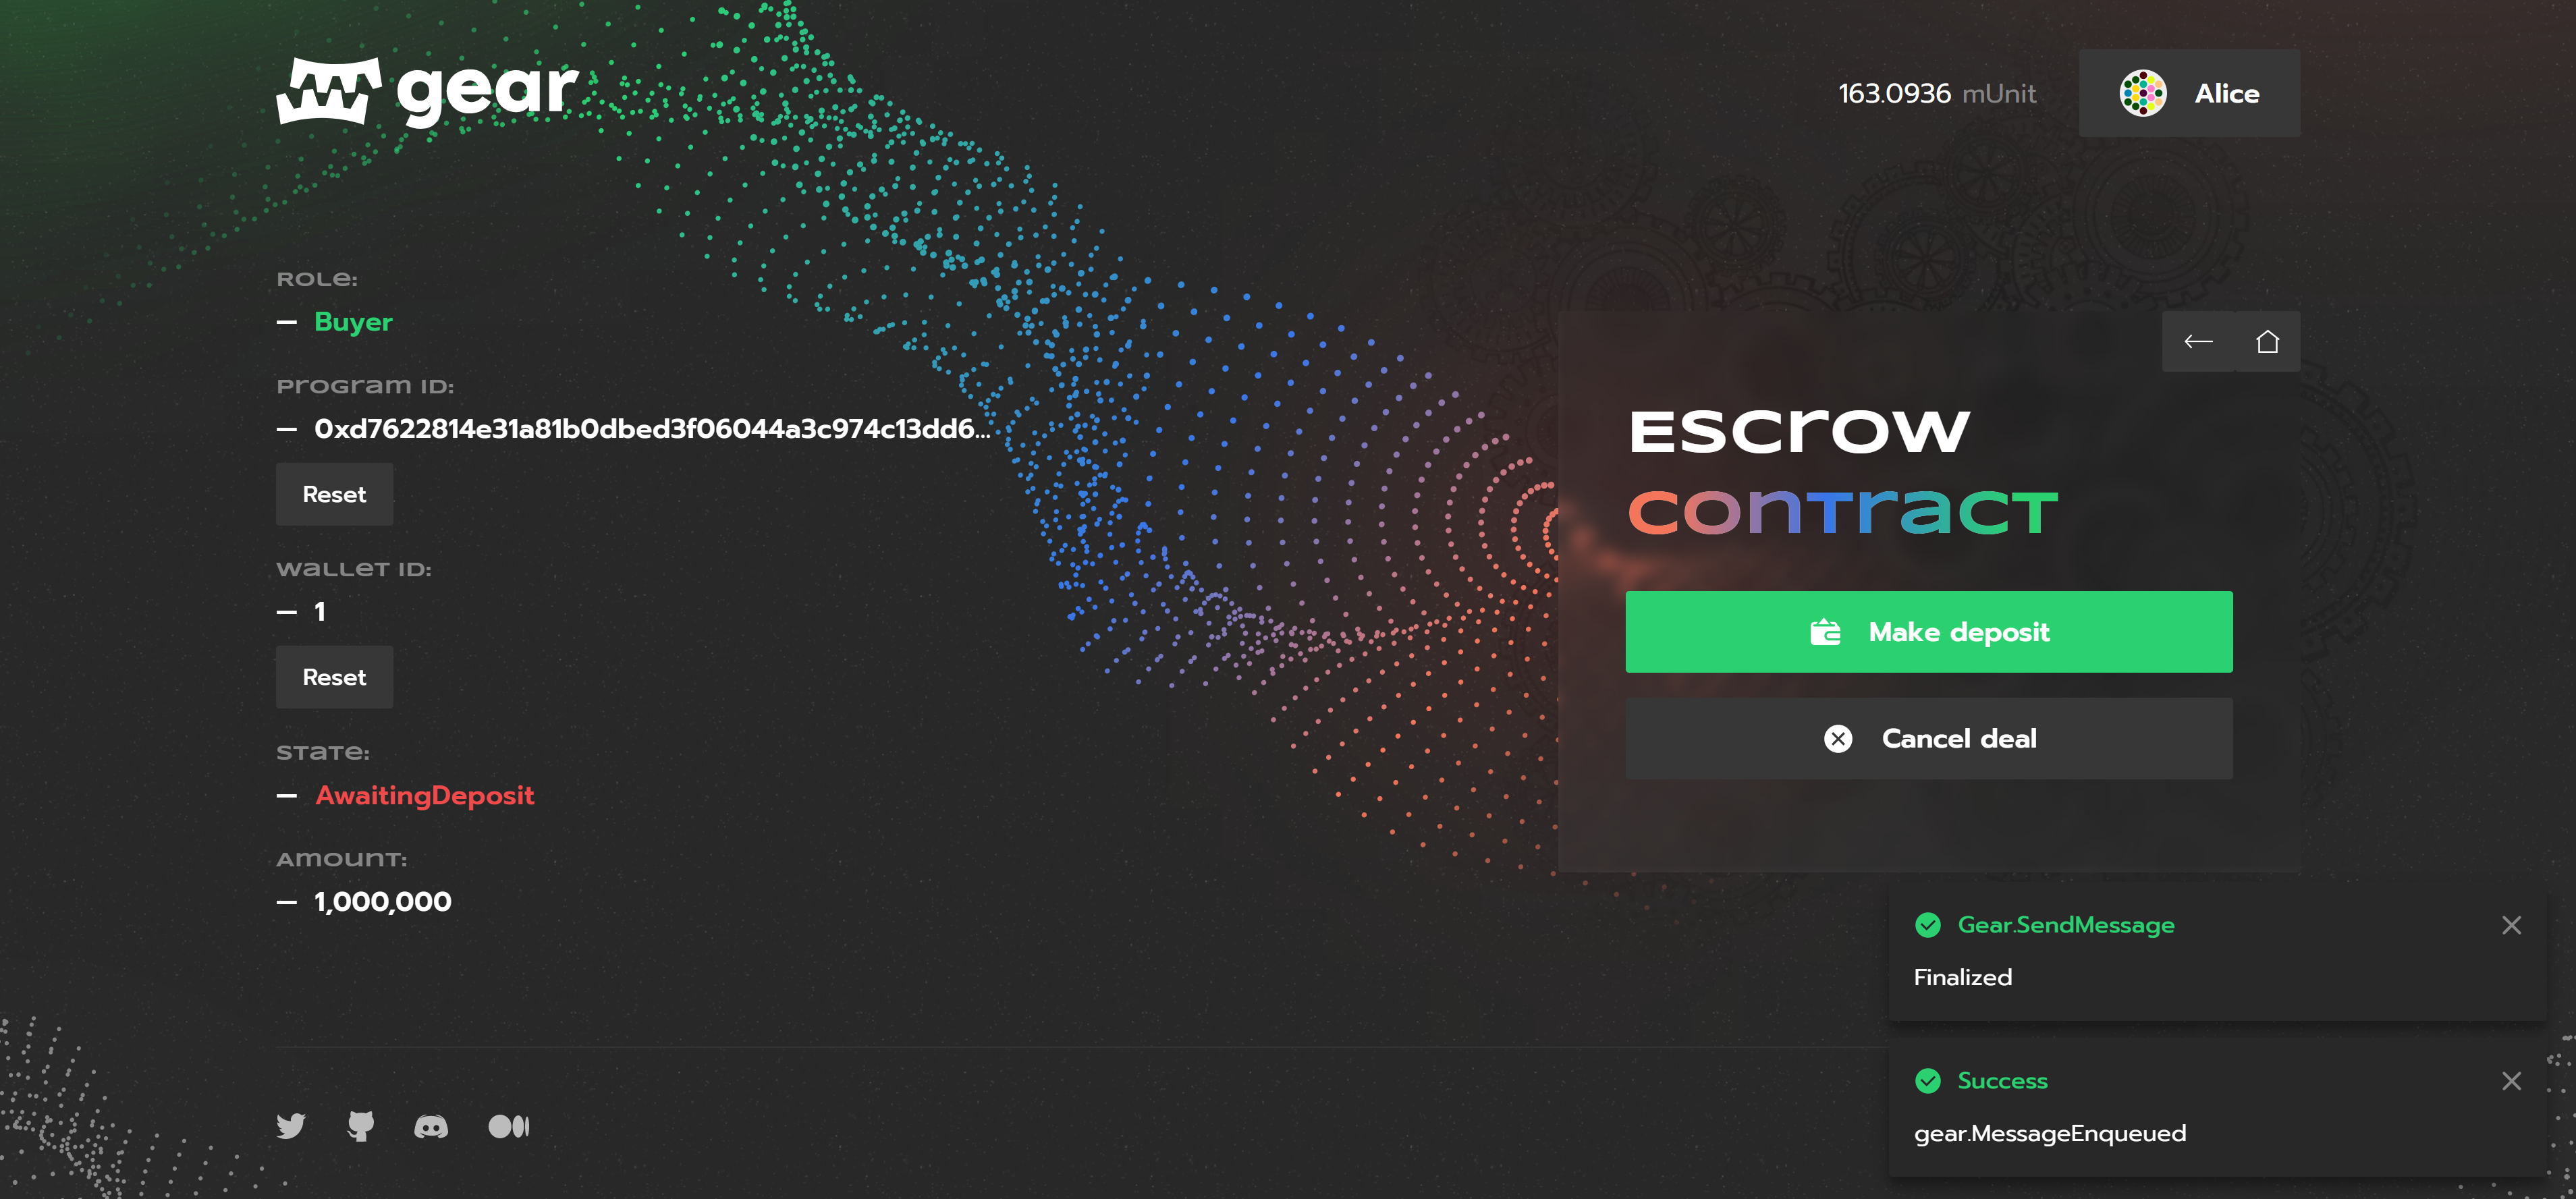 gear
163.0936 mUnit
Alice
Role:
— Buyer
Program ID:
— 0xd7622814e31a81b0dbed3f06044a3c974c13dd6...
Reset
Wallet ID:
— 1
Reset
State:
— AwaitingDeposit
Amount:
— 1,000,000
Escrow
contract
Make deposit
Cancel deal
Gear.SendMessage
Finalized
Success
gear.MessageEnqueued